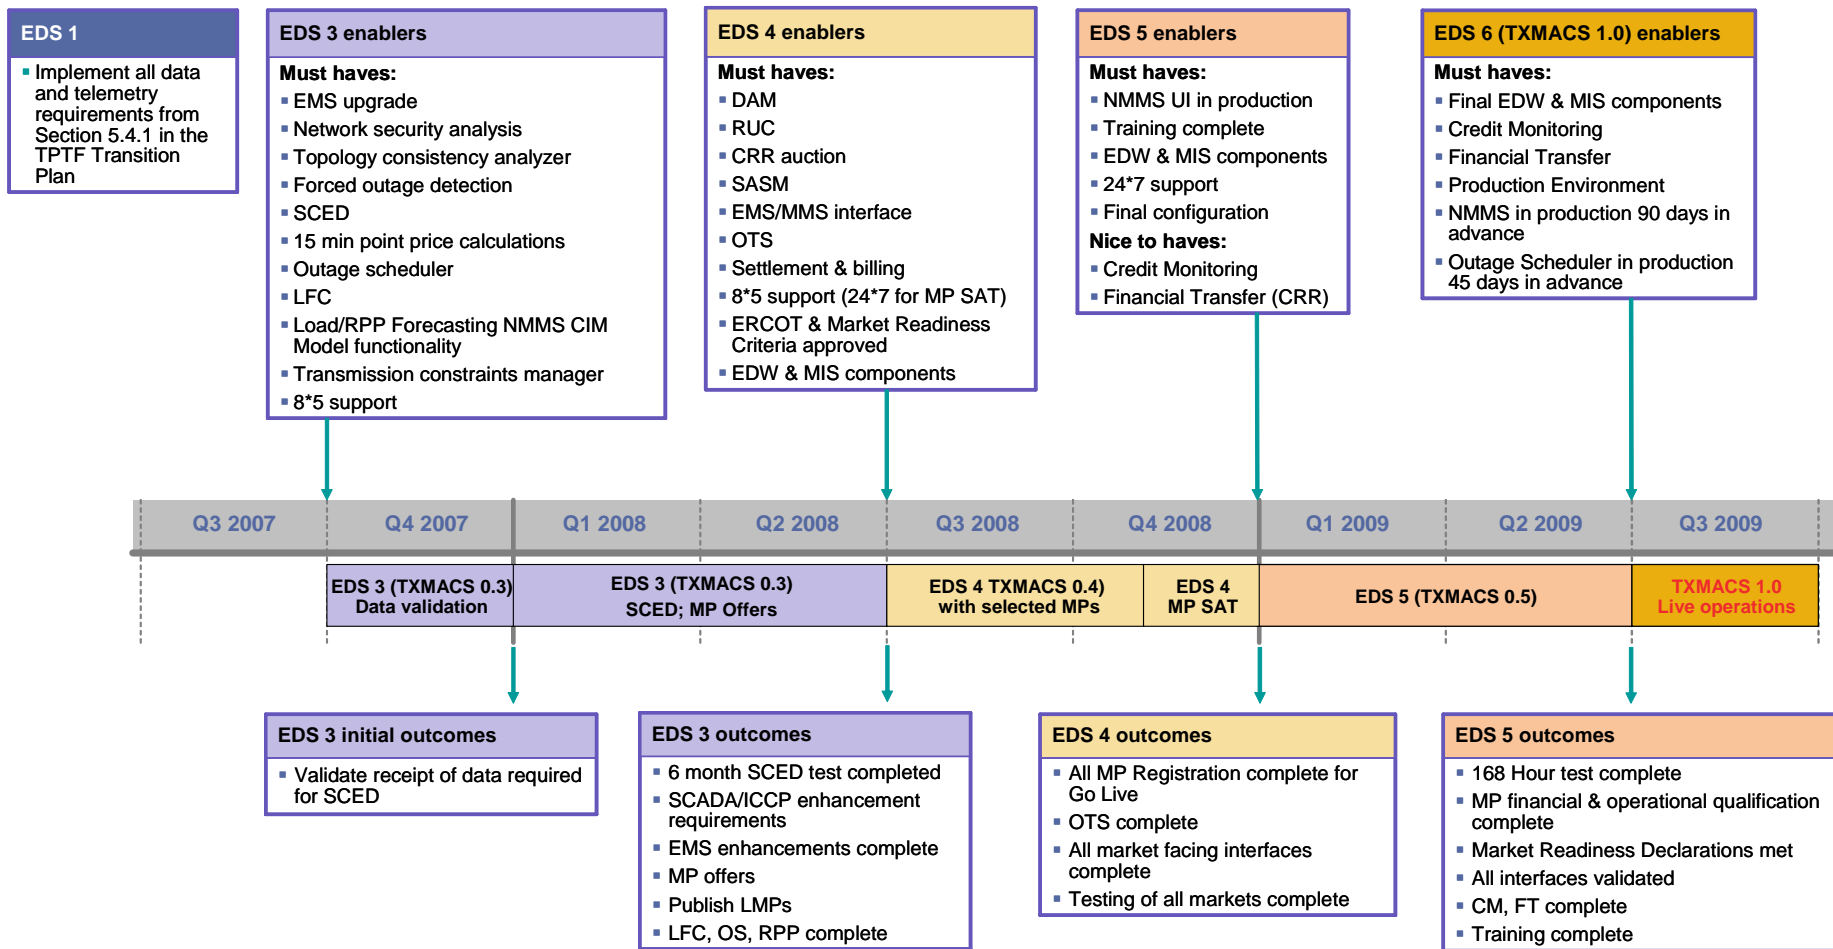 EDS 1
Implement all data
and telemetry
requirements from
Section 5.4.1 in the
TPTF Transition
Plan
EDS 3 enablers
Must haves:
EMS upgrade
Network security analysis
Topology consistency analyzer
Forced outage detection
SCED
15 min point price calculations
Outage scheduler
LFC
Load/RPP Forecasting NMMS CIM
Model functionality
Transmission constraints manager
8*5 support
EDS 4 enablers
Must haves:
DAM
RUC
CRR auction
SASM
EMS/MMS interface
OTS
Settlement & billing
8*5 support (24*7 for MP SAT)
ERCOT & Market Readiness
Criteria approved
EDW & MIS components
EDS 5 enablers
Must haves:
NMMS UI in production
Training complete
EDW & MIS components
24*7 support
Final configuration
Nice to haves:
Credit Monitoring
Financial Transfer (CRR)
EDS 6 (TXMACS 1.0) enablers
Must haves:
Final EDW & MIS components
Credit Monitoring
Financial Transfer
Production Environment
NMMS in production 90 days in
advance
Outage Scheduler in production
45 days in advance
Q3 2007
Q4 2007
Q1 2008
Q2 2008
Q3 2008
Q4 2008
Q1 2009
Q2 2009
Q3 2009
EDS 3 (TXMACS 0.3)
Data validation
EDS 3 (TXMACS 0.3)
SCED; MP Offers
EDS 4 TXMACS 0.4)
with selected MPs
EDS 4
MP SAT
EDS 5 (TXMACS 0.5)
TXMACS 1.0
Live operations
EDS 3 initial outcomes
Validate receipt of data required
for SCED
EDS 3 outcomes
6 month SCED test completed
SCADA/ICCP enhancement
requirements
EMS enhancements complete
MP offers
Publish LMPs
LFC, OS, RPP complete
EDS 4 outcomes
All MP Registration complete for
Go Live
OTS complete
All market facing interfaces
complete
Testing of all markets complete
EDS 5 outcomes
168 Hour test complete
MP financial & operational qualification
complete
Market Readiness Declarations met
All interfaces validated
CM, FT complete
Training complete